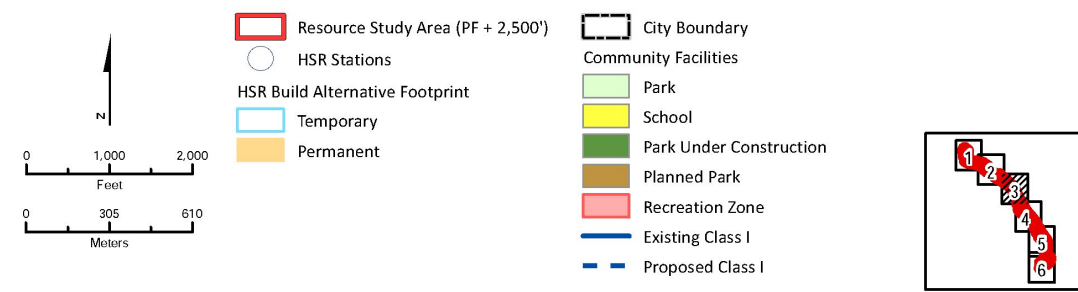 N
0 1,000 2,000
Feet
0 305 610
Meters
Resource Study Area (PF + 2,500')
HSR Stations
HSR Build Alternative Footprint
Temporary
Permanent
City Boundary
Community Facilities
Park
School
Park Under Construction
Planned Park
Recreation Zone
Existing Class I
Proposed Class I
1
2
3
4
5
6